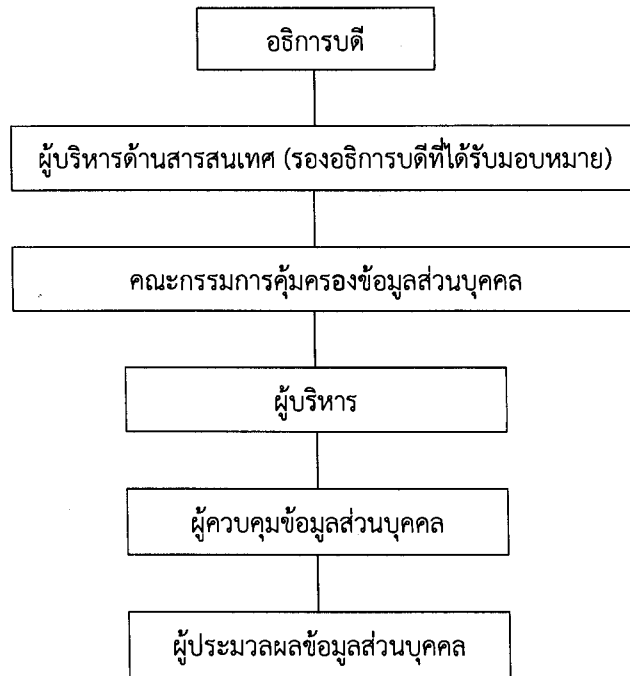 อธิการบดี
ผู้บริหารด้านสารสนเทศ (รองอธิการบดีที่ได้รับมอบหมาย)
คณะกรรมการคุ้มครองข้อมูลส่วนบุคคล
ผู้บริหาร
ผู้ควบคุมข้อมูลส่วนบุคคล
ผู้ประมวลผลข้อมูลส่วนบุคคล